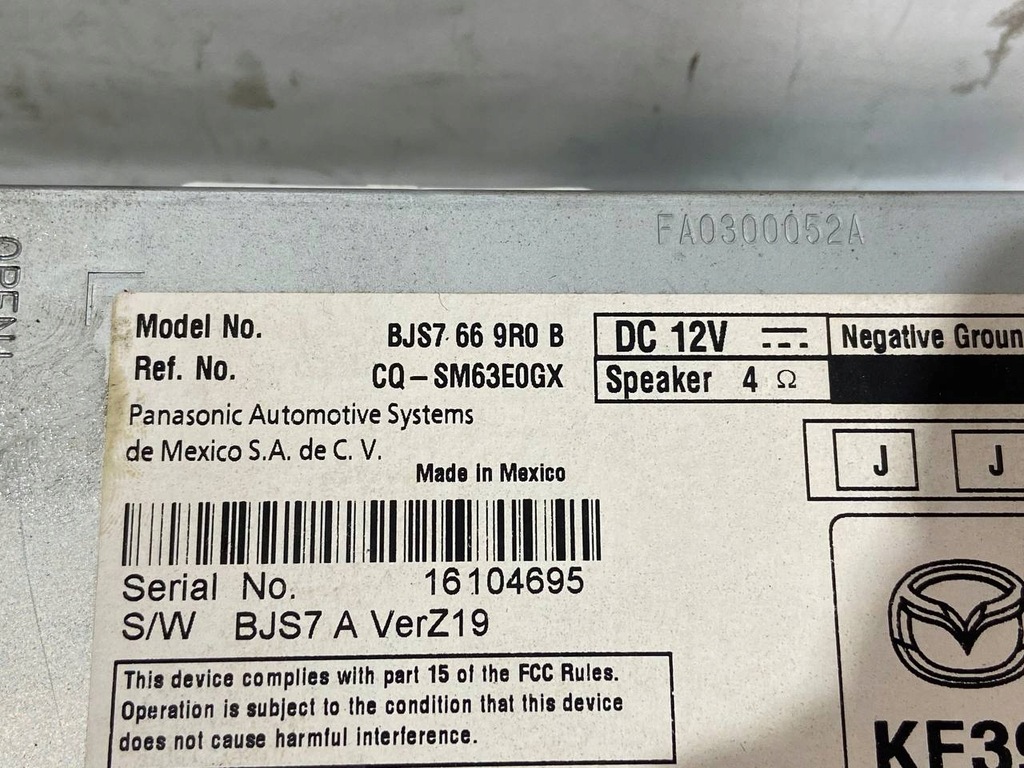 FA0300052A
OPEN
Model No. BJS7 66 9R0 B
Ref. No. CQ-SM63E0GX
DC 12V
Negative Groun
Speaker 4 Ω
Panasonic Automotive Systems
de Mexico S.A. de C. V.
Made in Mexico
J J
Serial No. 16104695
S/W BJS7 A VerZ19
This device complies with part 15 of the FCC Rules.
Operation is subject to the condition that this device
does not cause harmful interference.
KF39